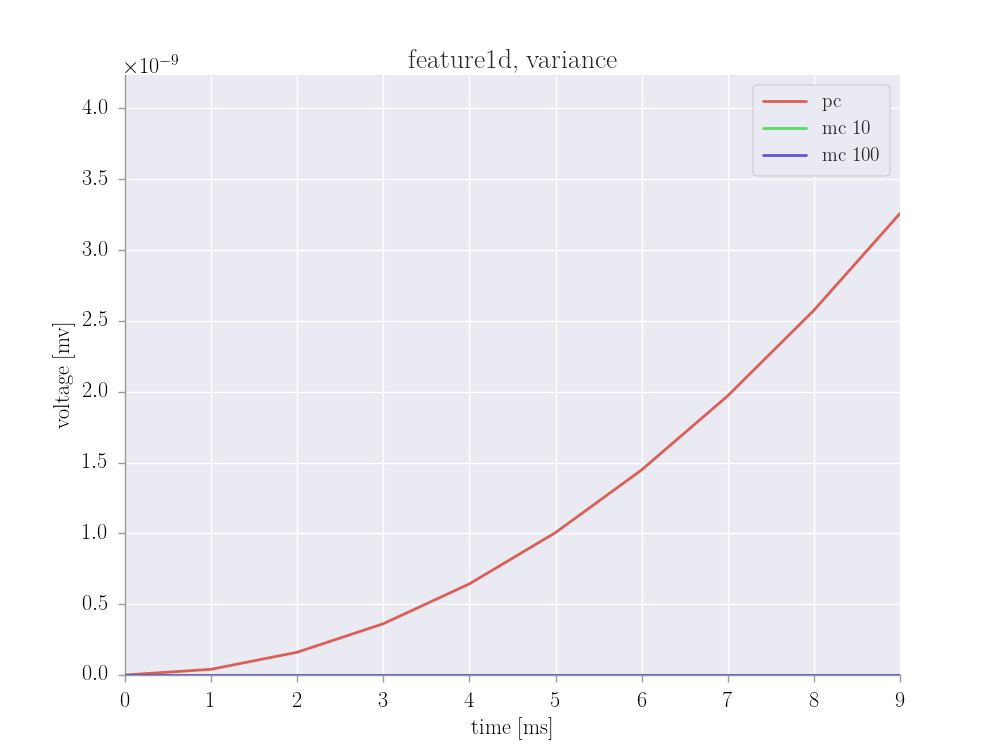 feature1d, variance
×10⁻⁹
4.0
3.5
3.0
2.5
2.0
1.5
1.0
0.5
0.0
voltage [mv]
pc
mc 10
mc 100
0 1 2 3 4 5 6 7 8 9
time [ms]